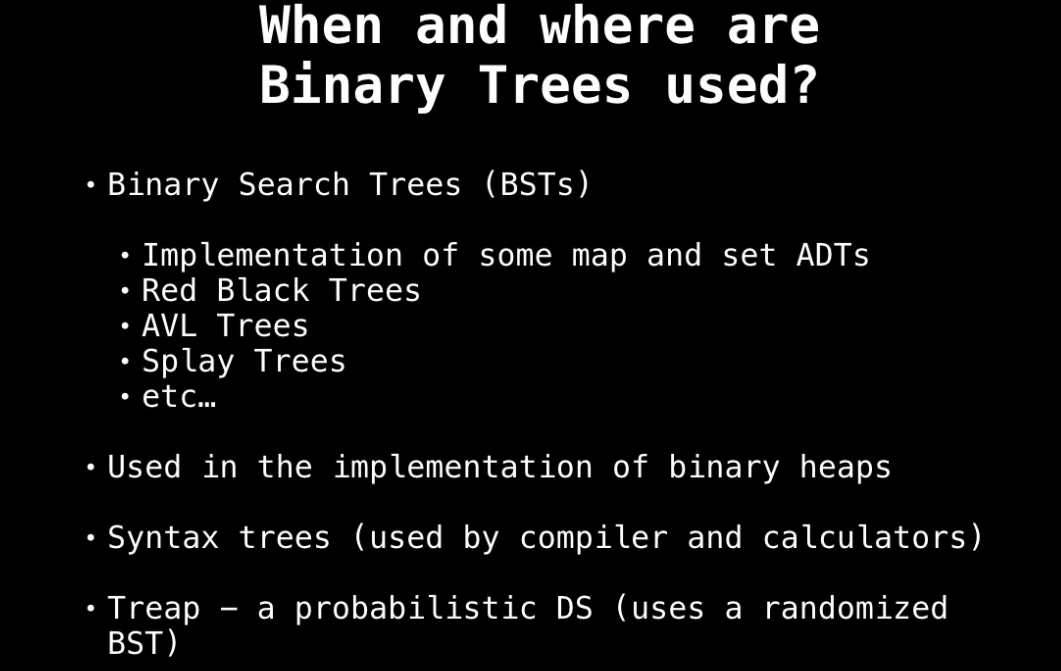 When and where are
Binary Trees used?
• Binary Search Trees (BSTs)
• Implementation of some map and set ADTs
• Red Black Trees
• AVL Trees
• Splay Trees
• etc…
• Used in the implementation of binary heaps
• Syntax trees (used by compiler and calculators)
• Treap – a probabilistic DS (uses a randomized
BST)